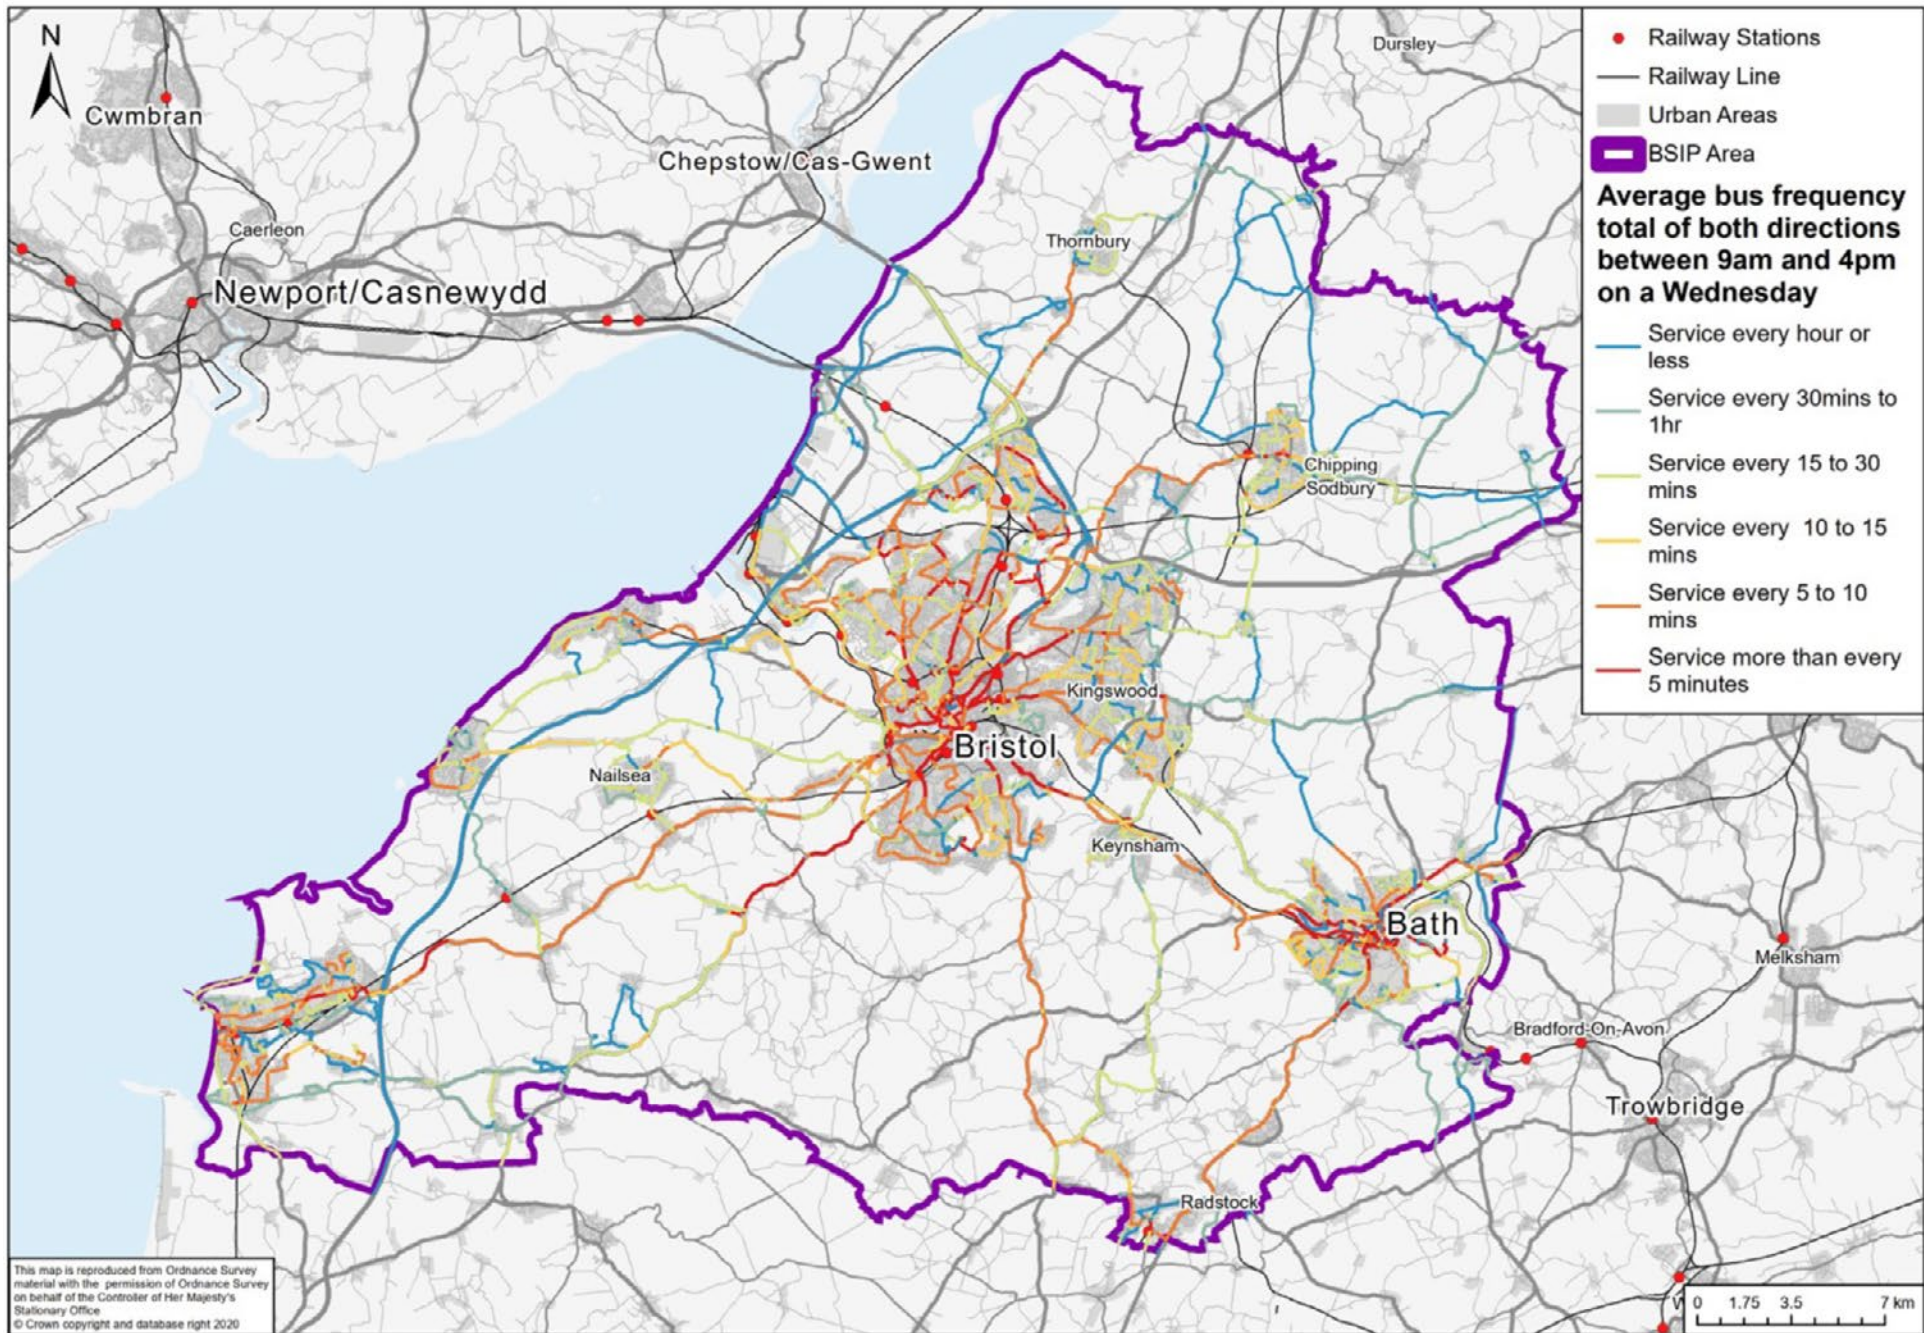 N
Cwmbran
Caerleon
Newport/Casnewydd
Chepstow/Cas-Gwent
Dursley
Thornbury
Chipping
Sodbury
Kingswood
Bristol
Nailsea
Keynsham
Bath
Melksham
Bradford-On-Avon
Trowbridge
Radstock
Railway Stations
Railway Line
Urban Areas
BSIP Area
Average bus frequency
total of both directions
between 9am and 4pm
on a Wednesday
Service every hour or
less
Service every 30mins to
1hr
Service every 15 to 30
mins
Service every 10 to 15
mins
Service every 5 to 10
mins
Service more than every
5 minutes
This map is reproduced from Ordnance Survey
material with the permission of Ordnance Survey
on behalf of the Controller of Her Majesty's
Stationary Office
© Crown copyright and database right 2020
0 1.75 3.5 7 km